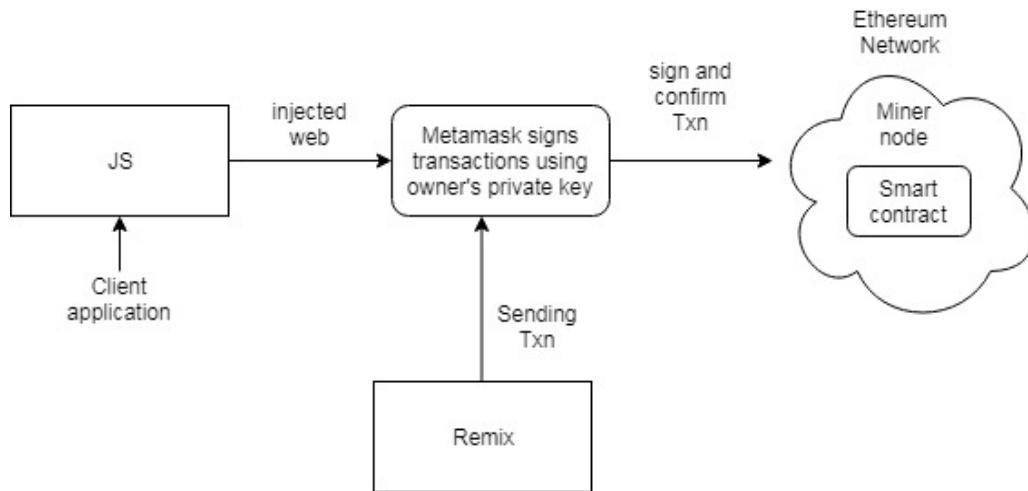 Ethereum
Network
injected
web
sign and
confirm
Txn
JS
Metamask signs
transactions using
owner's private key
Miner
node
Smart
contract
Client
application
Sending
Txn
Remix